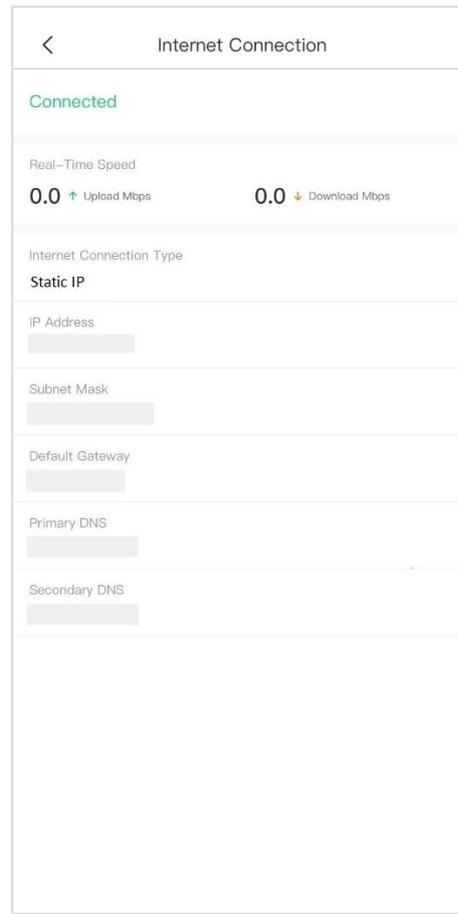 Internet Connection
Connected
Real-Time Speed
0.0 ↑ Upload Mbps 0.0 ↓ Download Mbps
Internet Connection Type
Static IP
IP Address
Subnet Mask
Default Gateway
Primary DNS
Secondary DNS